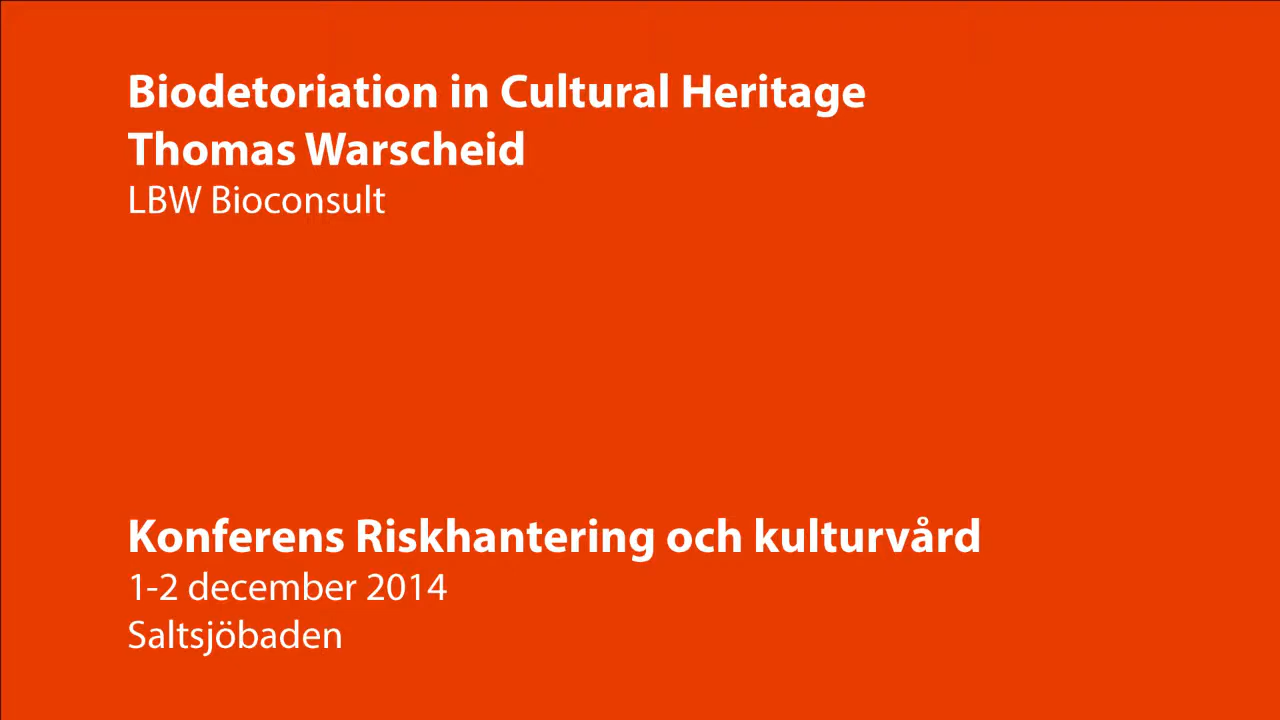 Biodetoriation in Cultural Heritage
Thomas Warscheid
LBW Bioconsult
Konferens Riskhantering och kulturvård
1-2 december 2014
Saltsjöbaden